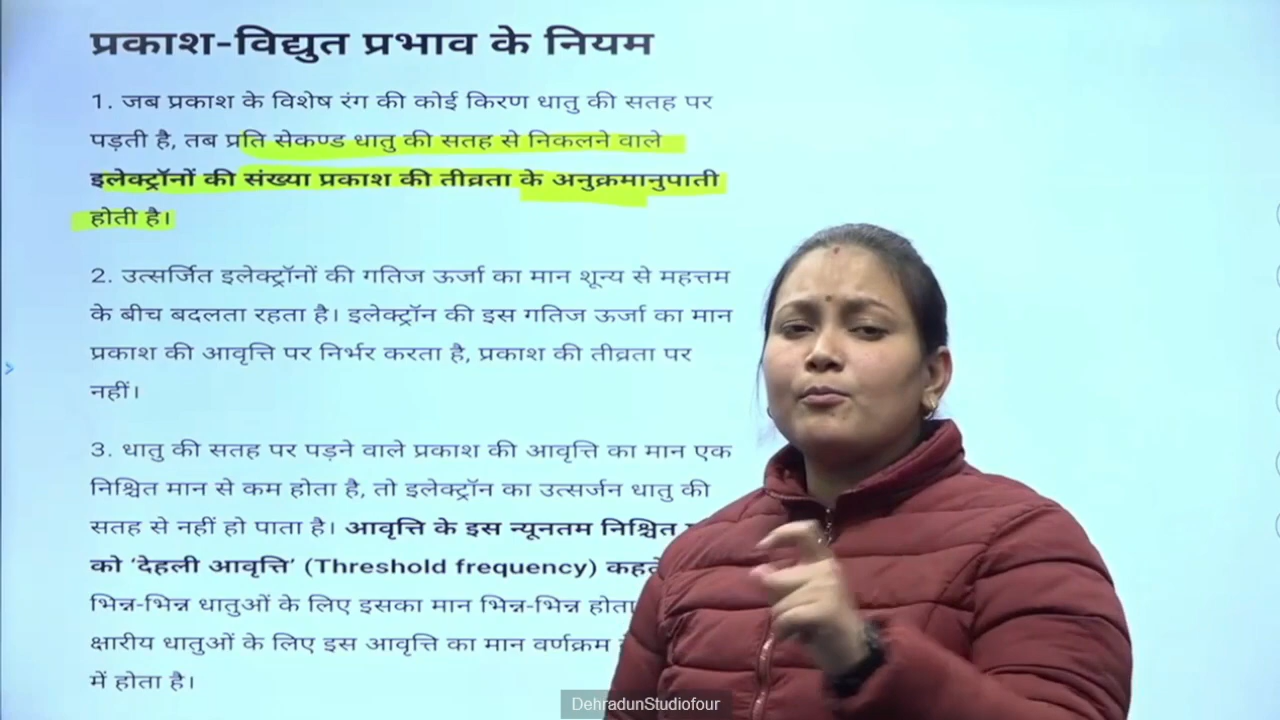 प्रकाश-विद्युत प्रभाव के नियम
1. जब प्रकाश के विशेष रंग की कोई किरण धातु की सतह पर
पड़ती है, तब प्रति सेकण्ड धातु की सतह से निकलने वाले
इलेक्ट्रॉनों की संख्या प्रकाश की तीव्रता के अनुक्रमानुपाती
होती है।
2. उत्सर्जित इलेक्ट्रॉनों की गतिज ऊर्जा का मान शून्य से महत्तम
के बीच बदलता रहता है। इलेक्ट्रॉन की इस गतिज ऊर्जा का मान
प्रकाश की आवृत्ति पर निर्भर करता है, प्रकाश की तीव्रता पर
नहीं।
3. धातु की सतह पर पड़ने वाले प्रकाश की आवृत्ति का मान एक
निश्चित मान से कम होता है, तो इलेक्ट्रॉन का उत्सर्जन धातु की
सतह से नहीं हो पाता है। आवृत्ति के इस न्यूनतम निश्चित
को ‘देहली आवृत्ति’ (Threshold frequency)
भिन्न-भिन्न धातुओं के लिए इसका मान भिन्न-भिन्न
क्षारीय धातुओं के लिए इस आवृत्ति का मान वर्णक्रम
में होता है।
DehradunStudiofour